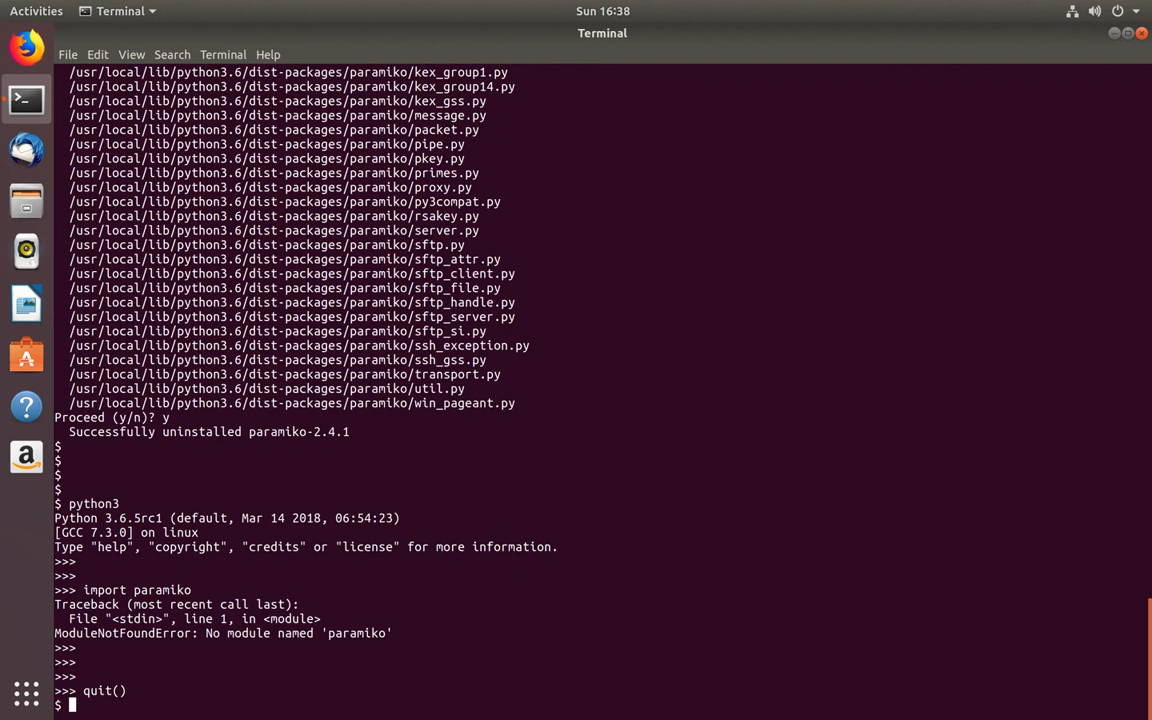 Activities Terminal Sun 16:38
Terminal
File Edit View Search Terminal Help
/usr/local/lib/python3.6/dist-packages/paramiko/kex_group1.py
/usr/local/lib/python3.6/dist-packages/paramiko/kex_group14.py
/usr/local/lib/python3.6/dist-packages/paramiko/kex_gss.py
/usr/local/lib/python3.6/dist-packages/paramiko/message.py
/usr/local/lib/python3.6/dist-packages/paramiko/packet.py
/usr/local/lib/python3.6/dist-packages/paramiko/pipe.py
/usr/local/lib/python3.6/dist-packages/paramiko/pkey.py
/usr/local/lib/python3.6/dist-packages/paramiko/primes.py
/usr/local/lib/python3.6/dist-packages/paramiko/proxy.py
/usr/local/lib/python3.6/dist-packages/paramiko/py3compat.py
/usr/local/lib/python3.6/dist-packages/paramiko/rsakey.py
/usr/local/lib/python3.6/dist-packages/paramiko/server.py
/usr/local/lib/python3.6/dist-packages/paramiko/sftp.py
/usr/local/lib/python3.6/dist-packages/paramiko/sftp_attr.py
/usr/local/lib/python3.6/dist-packages/paramiko/sftp_client.py
/usr/local/lib/python3.6/dist-packages/paramiko/sftp_file.py
/usr/local/lib/python3.6/dist-packages/paramiko/sftp_handle.py
/usr/local/lib/python3.6/dist-packages/paramiko/sftp_server.py
/usr/local/lib/python3.6/dist-packages/paramiko/sftp_si.py
/usr/local/lib/python3.6/dist-packages/paramiko/ssh_exception.py
/usr/local/lib/python3.6/dist-packages/paramiko/ssh_gss.py
/usr/local/lib/python3.6/dist-packages/paramiko/transport.py
/usr/local/lib/python3.6/dist-packages/paramiko/util.py
/usr/local/lib/python3.6/dist-packages/paramiko/win_pageant.py
Proceed (y/n)? y
Successfully uninstalled paramiko-2.4.1
$
$
$
$
$ python3
Python 3.6.5rc1 (default, Mar 14 2018, 06:54:23)
[GCC 7.3.0] on linux
Type "help", "copyright", "credits" or "license" for more information.
>>>
>>>
>>> import paramiko
Traceback (most recent call last):
File "<stdin>", line 1, in <module>
ModuleNotFoundError: No module named 'paramiko'
>>>
>>>
>>>
>>> quit()
$